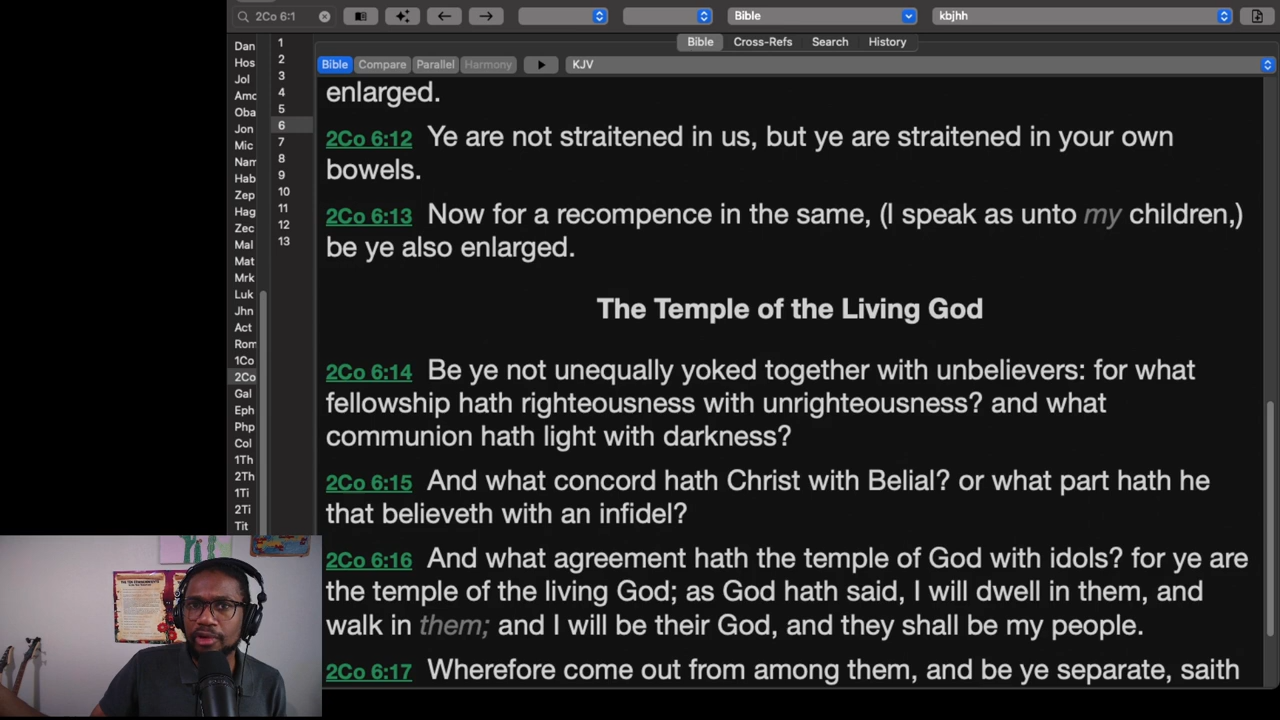 2Co 6:1
Bible
kbjhh
Bible
Cross-Refs
Search
History
Bible
Compare
Parallel
Harmony
KJV
Dan
Hos
Jol
Amo
Oba
Jon
Mic
Nam
Hab
Zep
Hag
Zec
Mal
Mat
Mrk
Luk
Jhn
Act
Rom
1Co
2Co
Gal
Eph
Php
Col
1Th
2Th
1Ti
2Ti
Tit
1
2
3
4
5
6
7
8
9
10
11
12
13
enlarged.
2Co 6:12 Ye are not straitened in us, but ye are straitened in your own
bowels.
2Co 6:13 Now for a recompence in the same, (I speak as unto my children,)
be ye also enlarged.
The Temple of the Living God
2Co 6:14 Be ye not unequally yoked together with unbelievers: for what
fellowship hath righteousness with unrighteousness? and what
communion hath light with darkness?
2Co 6:15 And what concord hath Christ with Belial? or what part hath he
that believeth with an infidel?
2Co 6:16 And what agreement hath the temple of God with idols? for ye are
the temple of the living God; as God hath said, I will dwell in them, and
walk in them; and I will be their God, and they shall be my people.
2Co 6:17 Wherefore come out from among them, and be ye separate, saith